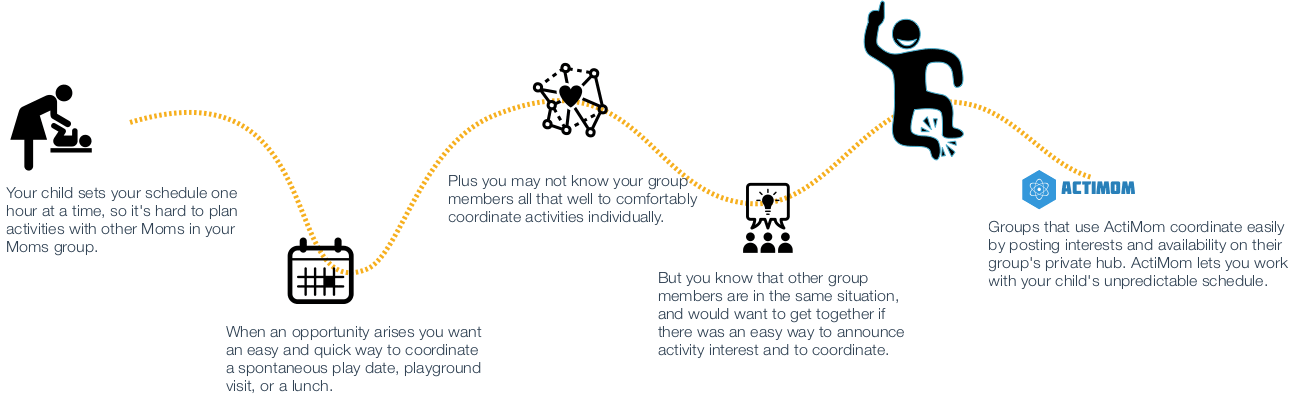 Your child sets your schedule one
hour at a time, so it's hard to plan
activities with other Moms in your
Moms group.
When an opportunity arises you want
an easy and quick way to coordinate
a spontaneous play date, playground
visit, or a lunch.
Plus you may not know your group
members all that well to comfortably
coordinate activities individually.
But you know that other group
members are in the same situation,
and would want to get together if
there was an easy way to announce
activity interest and to coordinate.
ACTIMOM
Groups that use ActiMom coordinate easily
by posting interests and availability on their
group's private hub. ActiMom lets you work
with your child's unpredictable schedule.